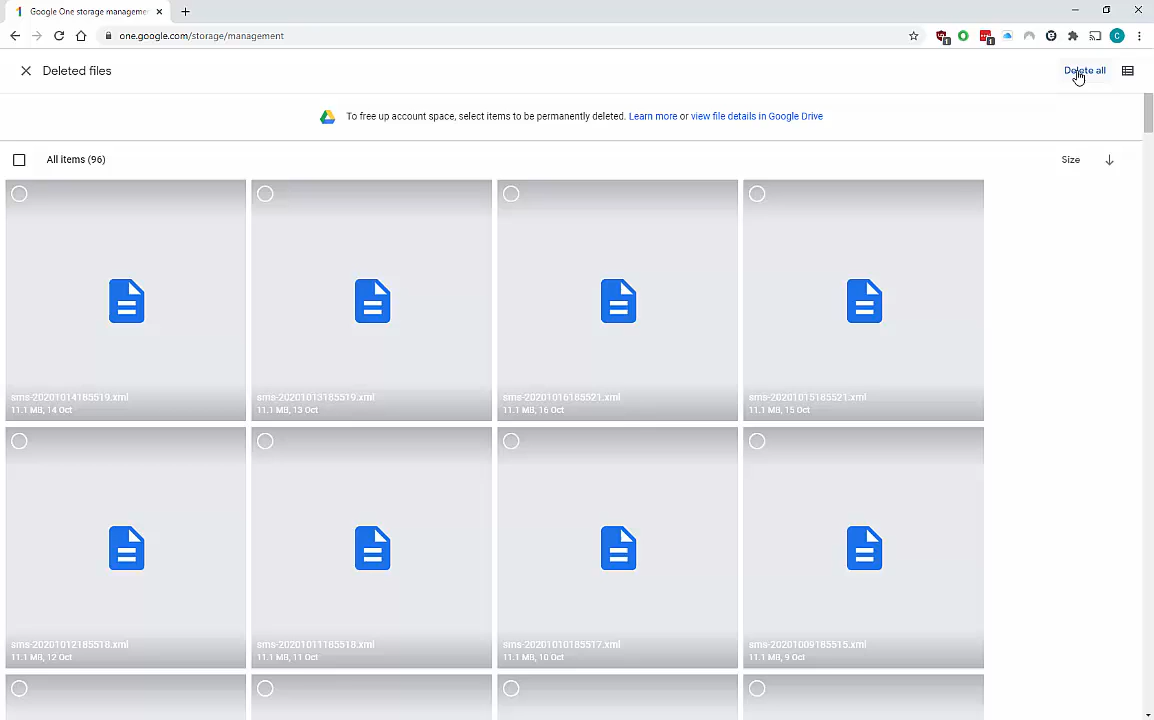 Google One storage manageme
one.google.com/storage/management
1
1
C
Deleted files
Delete all
To free up account space, select items to be permanently deleted. Learn more or view file details in Google Drive
All items (96)
Size
sms-20201014185519.xml
11.1 MB, 14 Oct
sms-20201013185519.xml
11.1 MB, 13 Oct
sms-20201016185521.xml
11.1 MB, 16 Oct
sms-20201015185521.xml
11.1 MB, 15 Oct
sms-20201012185518.xml
11.1 MB, 12 Oct
sms-20201011185518.xml
11.1 MB, 11 Oct
sms-20201010185517.xml
11.1 MB, 10 Oct
sms-20201009185515.xml
11.1 MB, 9 Oct